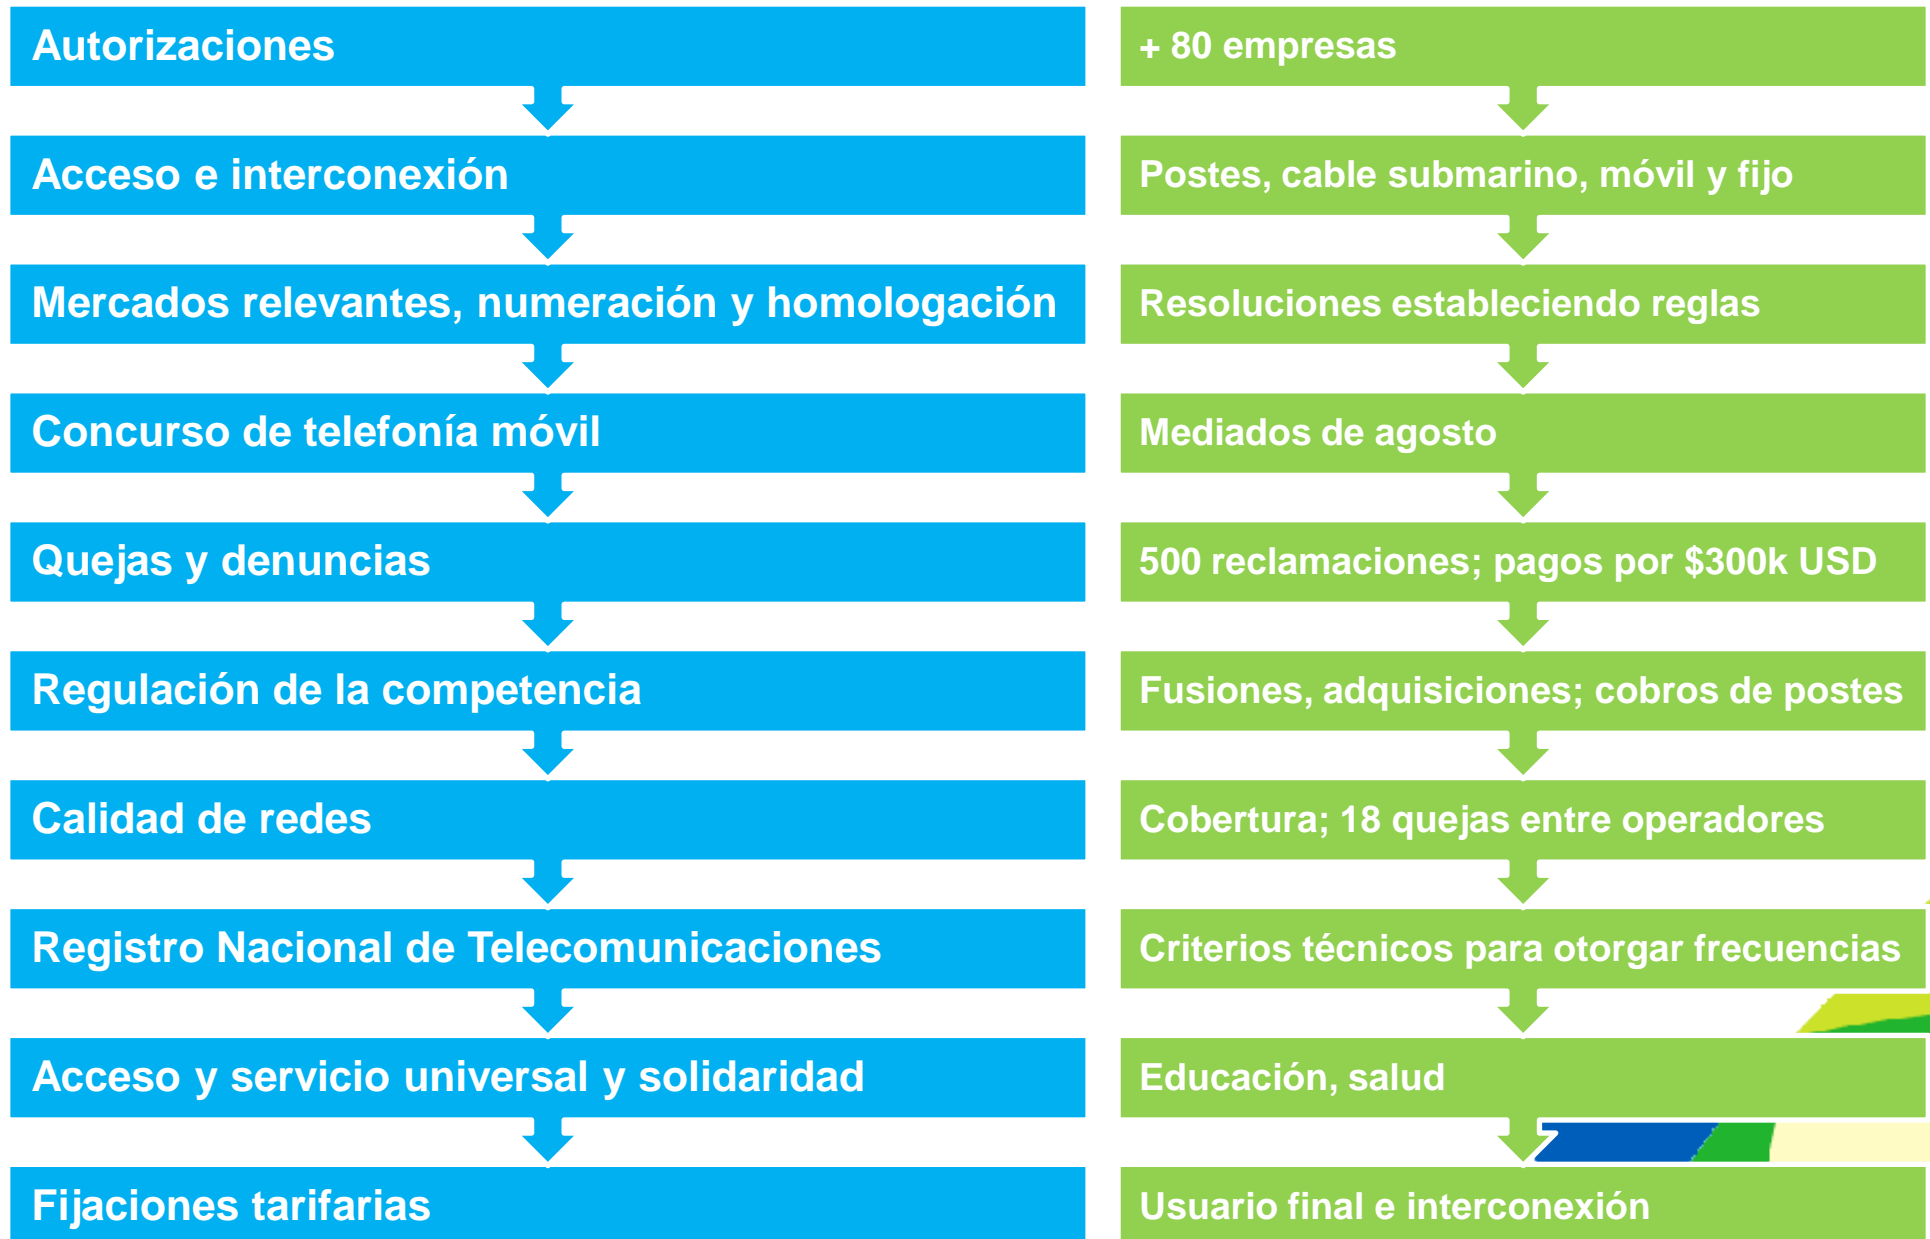 Autorizaciones
+ 80 empresas
Acceso e interconexión
Postes, cable submarino, móvil y fijo
Mercados relevantes, numeración y homologación
Resoluciones estableciendo reglas
Concurso de telefonía móvil
Mediados de agosto
Quejas y denuncias
500 reclamaciones; pagos por $300k USD
Regulación de la competencia
Fusiones, adquisiciones; cobros de postes
Calidad de redes
Cobertura; 18 quejas entre operadores
Registro Nacional de Telecomunicaciones
Criterios técnicos para otorgar frecuencias
Acceso y servicio universal y solidaridad
Educación, salud
Fijaciones tarifarias
Usuario final e interconexión